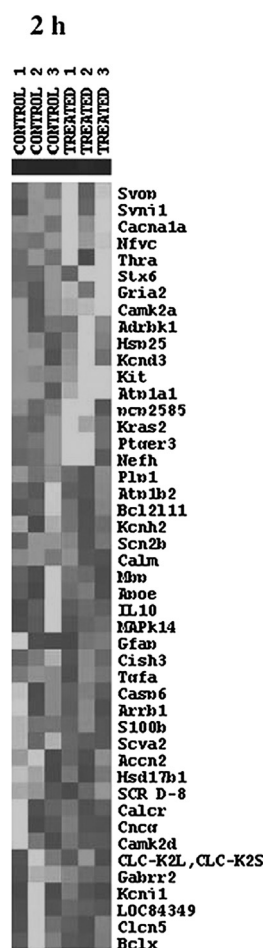 2 h
CONTROL 1
CONTROL 2
CONTROL 3
TREATED 1
TREATED 2
TREATED 3
Svop
Synj1
Cacna1a
Nfyc
Thra
Stx6
Gria2
Camk2a
Adrbk1
Hsp25
Kcnd3
Kit
Atp1a1
pcp2585
Kras2
Ptger3
Nefh
Plp1
Atp1b2
Bcl2l11
Kcnh2
Scn2b
Calm
Mbp
Apoe
IL10
MAPk14
Gfap
Cish3
Tgfa
Casp6
Arrb1
S100b
Scya2
Accn2
Hsd17b1
SCR D-8
Calcr
Cncg
Camk2d
CLC-K2L,CLC-K2S
Gabrr2
Kcnj1
LOC84349
Clcn5
Bclx